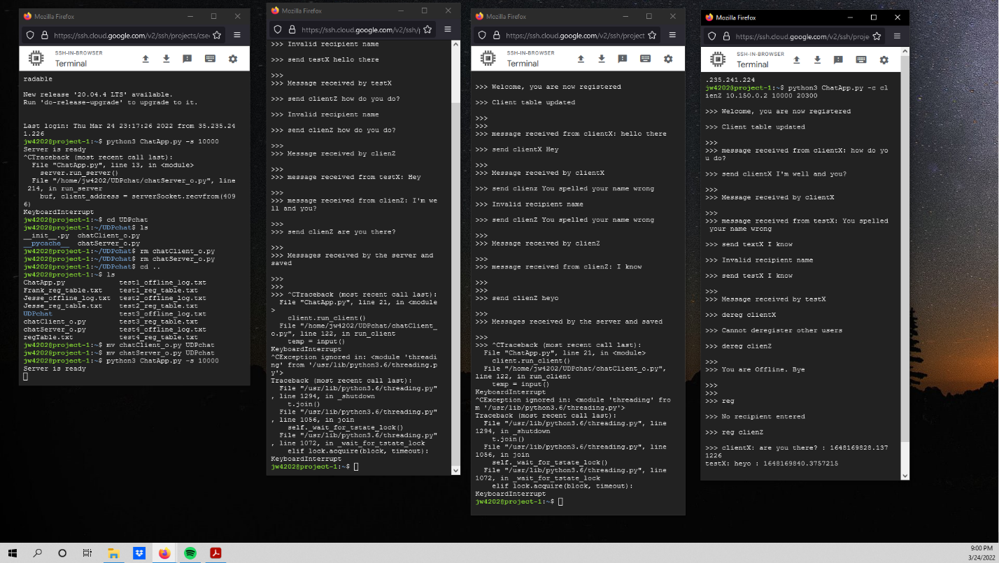 Mozilla Firefox
https://ssh.cloud.google.com/v2/ssh/projects/csee
SSH-IN-BROWSER
Terminal
radable
New release '20.04.4 LTS' available.
Run 'do-release-upgrade' to upgrade to it.
Last login: Thu Mar 24 23:17:26 2022 from 35.235.24
1.226
jw4202@project-1:~$ python3 ChatApp.py -s 10000
Server is ready
^CTraceback (most recent call last):
File "ChatApp.py", line 13, in <module>
server.run_server()
File "/home/jw4202/UDPchat/chatServer_o.py", line
214, in run_server
buf, client_address = serverSocket.recvfrom(409
6)
KeyboardInterrupt
jw4202@project-1:~$ cd UDPchat
jw4202@project-1:~/UDPchat$ ls
__init__.py chatClient_o.py
__pycache__ chatServer_o.py
jw4202@project-1:~/UDPchat$ rm chatClient_o.py
jw4202@project-1:~/UDPchat$ rm chatServer_o.py
jw4202@project-1:~/UDPchat$ cd ..
jw4202@project-1:~$ ls
ChatApp.py test1_offline_log.txt
Frank_reg_table.txt test1_reg_table.txt
Jesse_offline_log.txt test2_offline_log.txt
Jesse_reg_table.txt test2_reg_table.txt
UDPchat test3_offline_log.txt
chatClient_o.py test3_reg_table.txt
chatServer_o.py test4_offline_log.txt
regTable.txt test4_reg_table.txt
jw4202@project-1:~$ mv chatClient_o.py UDPchat
jw4202@project-1:~$ mv chatServer_o.py UDPchat
jw4202@project-1:~$ python3 ChatApp.py -s 10000
Server is ready
Mozilla Firefox
https://ssh.cloud.google.com/v2/ssh/p
>>> Invalid recipient name
>>> send testX hello there
>>>
>>> Message received by testX
>>> send clientZ how do you do?
>>> Invalid recipient name
>>> send clienZ how do you do?
>>>
>>> Message received by clienZ
>>>
>>> message received from testX: Hey
>>>
>>> message received from clienZ: I'm we
ll and you?
>>>
>>> send clienZ are you there?
>>>
>>> Messages received by the server and
saved
>>>
>>>
>>> ^CTraceback (most recent call last):
File "ChatApp.py", line 21, in <module
>
client.run_client()
File "/home/jw4202/UDPchat/chatClient_
o.py", line 122, in run_client
temp = input()
KeyboardInterrupt
^CException ignored in: <module 'threadi
ng' from '/usr/lib/python3.6/threading.p
y'>
Traceback (most recent call last):
File "/usr/lib/python3.6/threading.py"
, line 1294, in _shutdown
t.join()
File "/usr/lib/python3.6/threading.py"
, line 1056, in join
self._wait_for_tstate_lock()
File "/usr/lib/python3.6/threading.py"
, line 1072, in _wait_for_tstate_lock
elif lock.acquire(block, timeout):
KeyboardInterrupt
jw4202@project-1:~$
Mozilla Firefox
https://ssh.cloud.google.com/v2/ssh/project
SSH-IN-BROWSER
Terminal
>>> Welcome, you are now registered
>>> Client table updated
>>>
>>>
>>> message received from clientX: hello there
>>> send clientX Hey
>>>
>>> Message received by clientX
>>> send clienz You spelled your name wrong
>>> Invalid recipient name
>>> send clienZ You spelled your name wrong
>>>
>>> Message received by clienZ
>>>
>>> message received from clienZ: I know
>>>
>>>
>>> send clienZ heyo
>>>
>>> Messages received by the server and saved
>>>
>>> ^CTraceback (most recent call last):
File "ChatApp.py", line 21, in <module>
client.run_client()
File "/home/jw4202/UDPchat/chatClient_o.py",
line 122, in run_client
temp = input()
KeyboardInterrupt
^CException ignored in: <module 'threading' fro
m '/usr/lib/python3.6/threading.py'>
Traceback (most recent call last):
File "/usr/lib/python3.6/threading.py", line
1294, in _shutdown
t.join()
File "/usr/lib/python3.6/threading.py", line
1056, in join
self._wait_for_tstate_lock()
File "/usr/lib/python3.6/threading.py", line
1072, in _wait_for_tstate_lock
elif lock.acquire(block, timeout):
KeyboardInterrupt
jw4202@project-1:~$
Mozilla Firefox
https://ssh.cloud.google.com/v2/ssh/proje
SSH-IN-BROWSER
Terminal
.235.241.224
jw4202@project-1:~$ python3 ChatApp.py -c cl
ienZ 10.150.0.2 10000 20300
>>> Welcome, you are now registered
>>> Client table updated
>>>
>>> message received from clientX: how do yo
u do?
>>> send clientX I'm well and you?
>>>
>>> Message received by clientX
>>>
>>> message received from testX: You spelled
your name wrong
>>> send textX I know
>>> Invalid recipient name
>>> send testX I know
>>>
>>> Message received by testX
>>> dereg clientX
>>> Cannot deregister other users
>>> dereg clienZ
>>>
>>> You are Offline. Bye
>>>
>>>
>>> reg
>>> No recipient entered
>>> reg clienZ
>>> clientX: are you there? : 1648169828.137
1226
testX: heyo : 1648169840.3757215
9:00 PM
3/24/2022